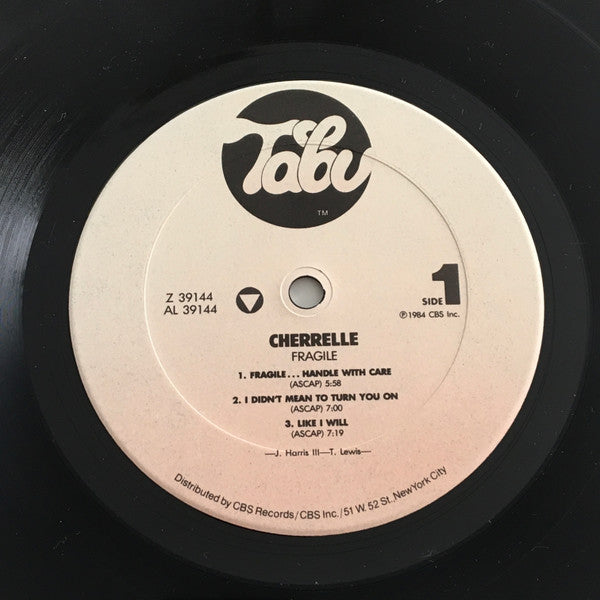 Tabu
TM
Z 39144
AL 39144
SIDE 1
℗1984 CBS Inc.
CHERRELLE
FRAGILE
1. FRAGILE... HANDLE WITH CARE
(ASCAP) 5:58
2. I DIDN'T MEAN TO TURN YOU ON
(ASCAP) 7:00
3. LIKE I WILL
(ASCAP) 7:19
—J. Harris III—T. Lewis—
Distributed by CBS Records/CBS Inc./51 W. 52 St. New York City